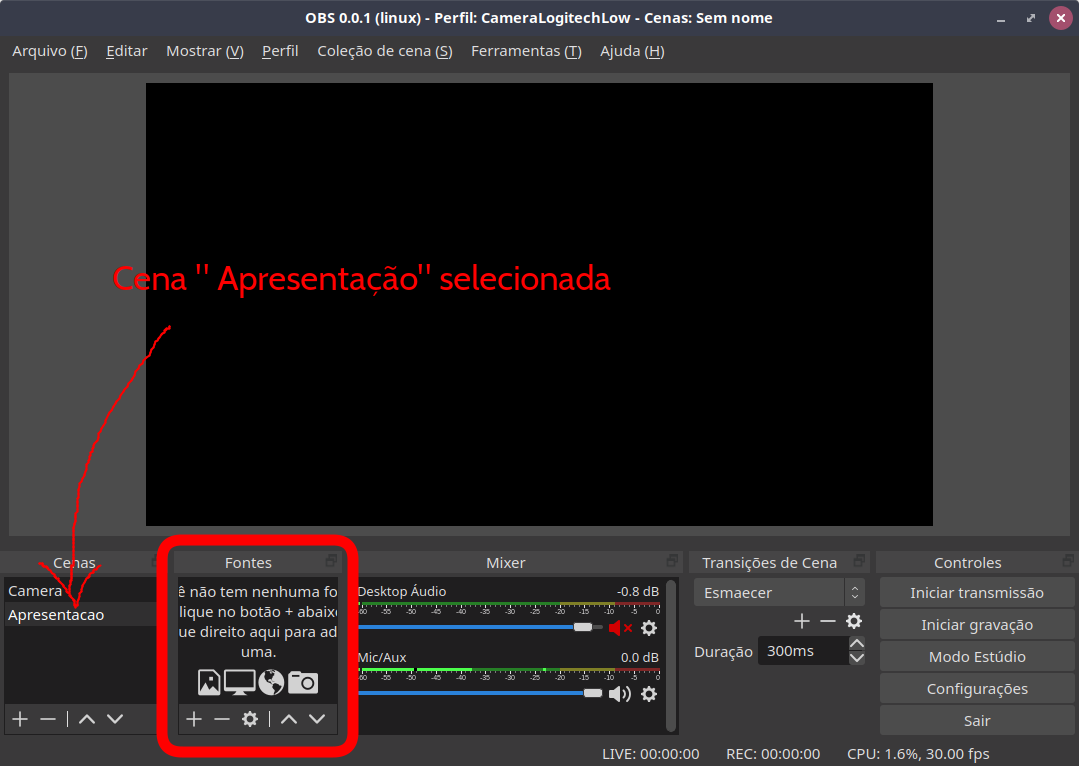 OBS 0.0.1 (linux) - Perfil: CameraLogitechLow - Cenas: Sem nome
Arquivo (F) Editar Mostrar (V) Perfil Coleção de cena (S) Ferramentas (T) Ajuda (H)
Cena " Apresentação" selecionada
Cenas
Camera
Apresentacao
Fontes
ê não tem nenhuma fo
lique no botão + abaixo
ue direito aqui para ad
uma.
Mixer
Desktop Áudio -0.8 dB
-60 -55 -50 -45 -40 -35 -30 -25 -20 -15 -10 -5 0
Mic/Aux 0.0 dB
-60 -55 -50 -45 -40 -35 -30 -25 -20 -15 -10 -5 0
Transições de Cena
Esmaecer
Duração 300ms
Controles
Iniciar transmissão
Iniciar gravação
Modo Estúdio
Configurações
Sair
LIVE: 00:00:00 REC: 00:00:00 CPU: 1.6%, 30.00 fps